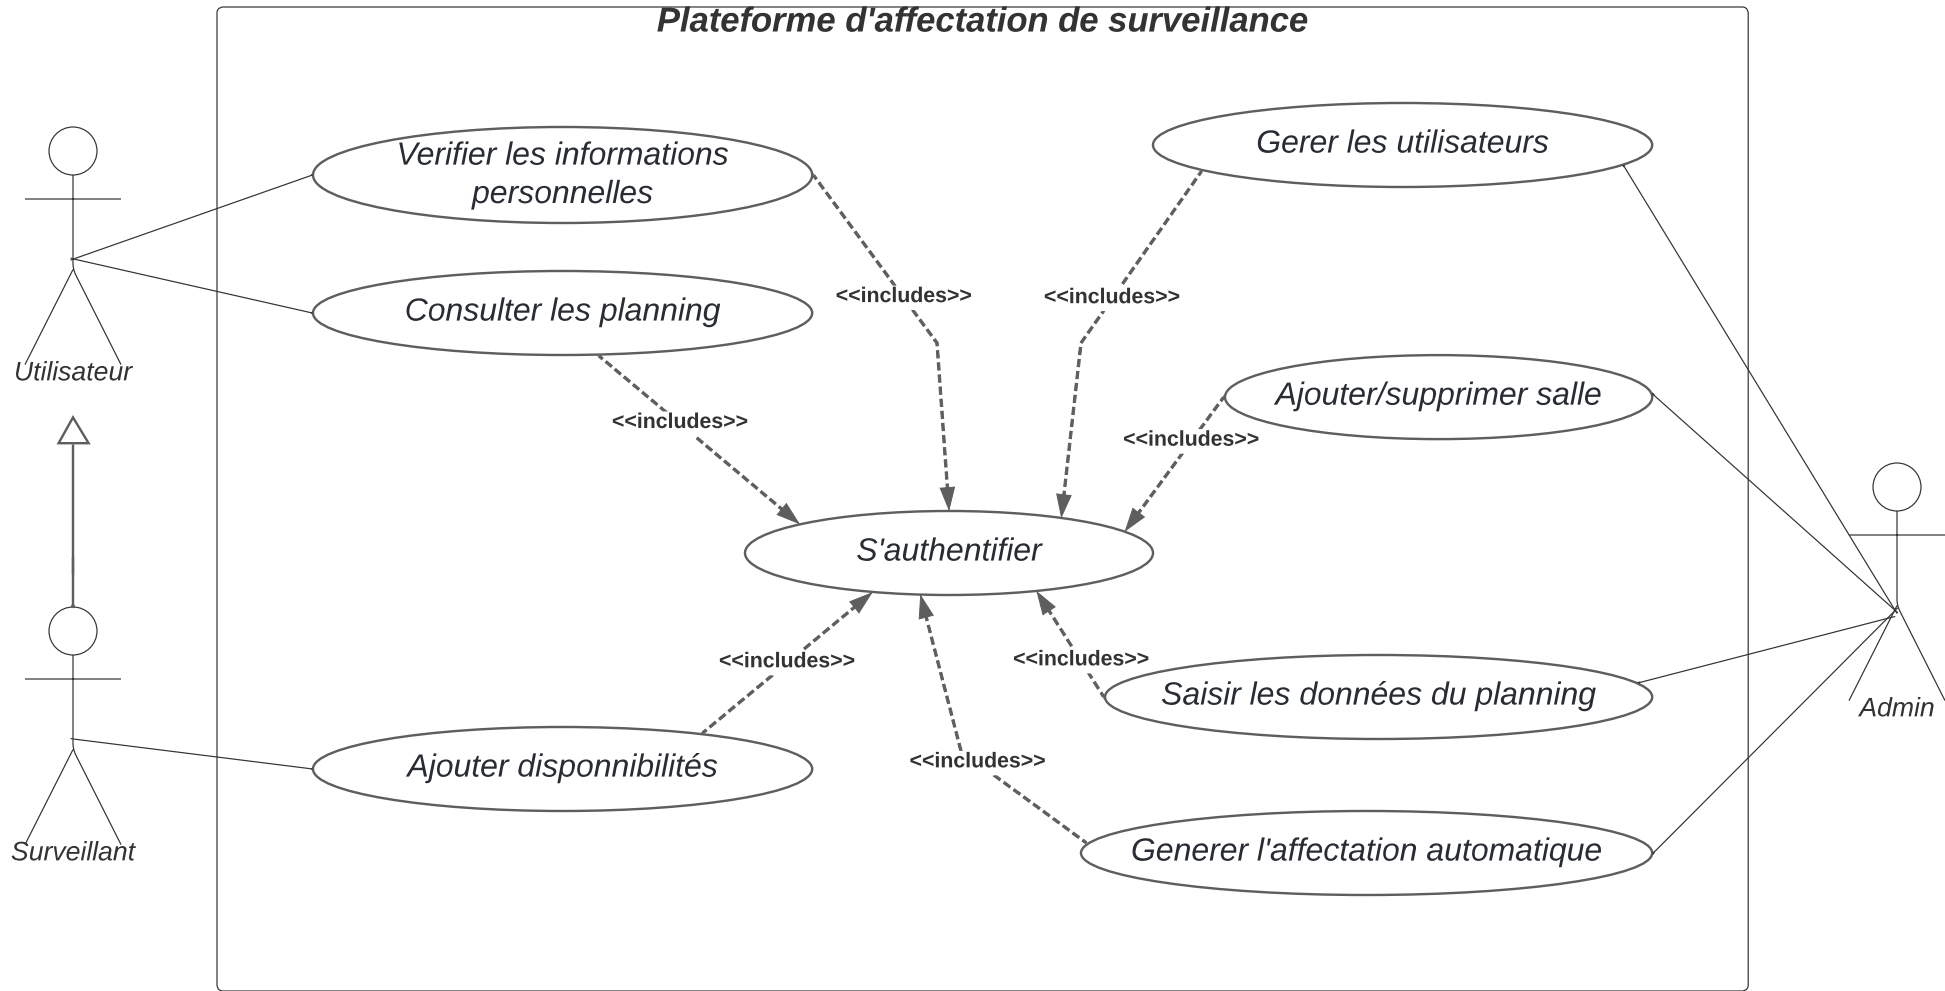 Plateforme d'affectation de surveillance
Verifier les informations
personnelles
Gerer les utilisateurs
Consulter les planning
<<includes>>
<<includes>>
Utilisateur
Ajouter/supprimer salle
<<includes>>
<<includes>>
S'authentifier
<<includes>>
<<includes>>
Saisir les données du planning
Admin
Ajouter disponnibilités
<<includes>>
Surveillant
Generer l'affectation automatique